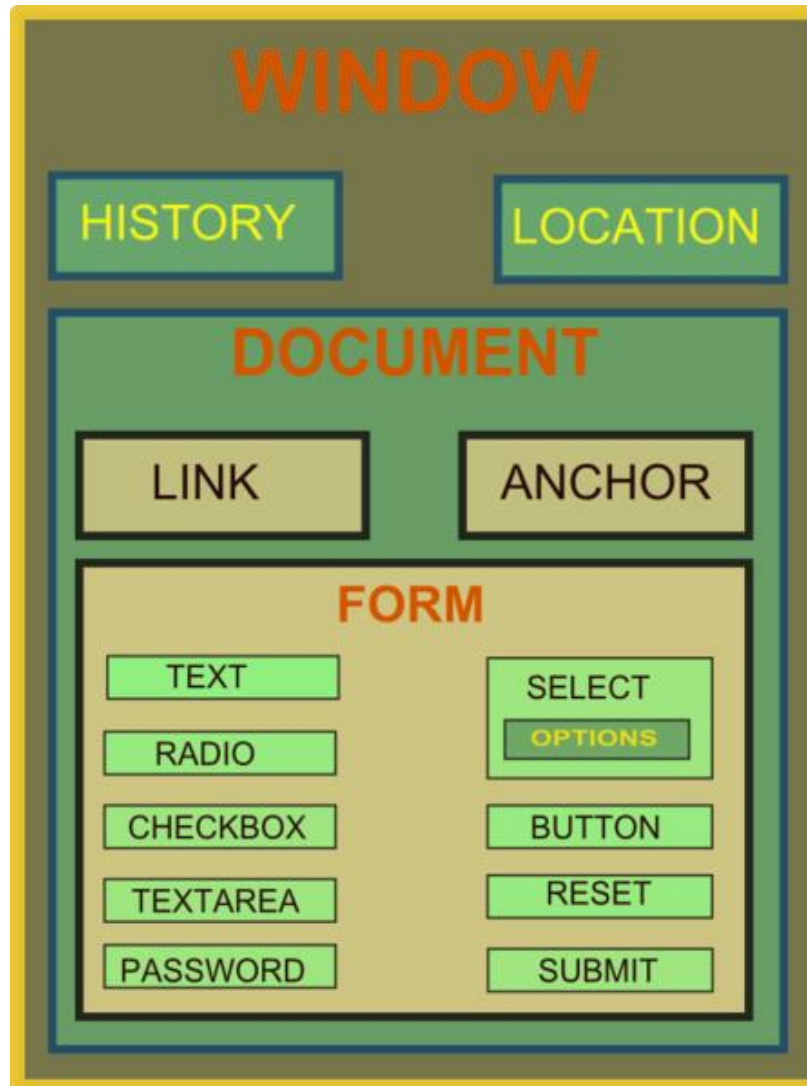 WINDOW
HISTORY
LOCATION
DOCUMENT
LINK
ANCHOR
FORM
TEXT
SELECT
OPTIONS
RADIO
CHECKBOX
BUTTON
TEXTAREA
RESET
PASSWORD
SUBMIT